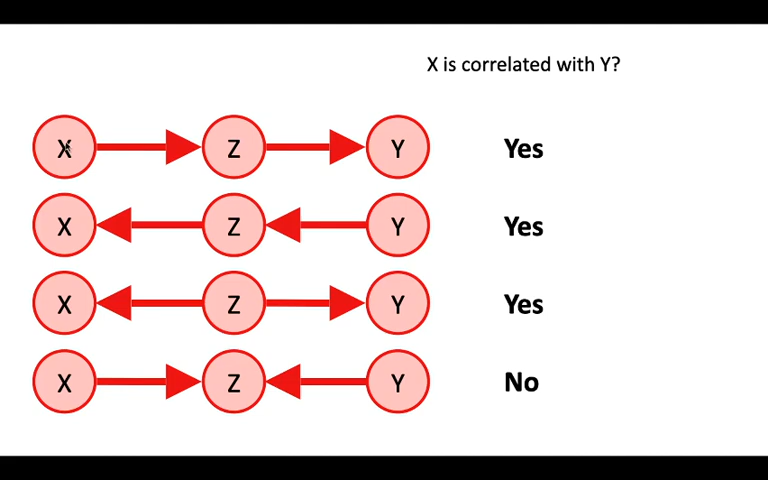 X is correlated with Y?
X Z Y Yes
X Z Y Yes
X Z Y Yes
X Z Y No